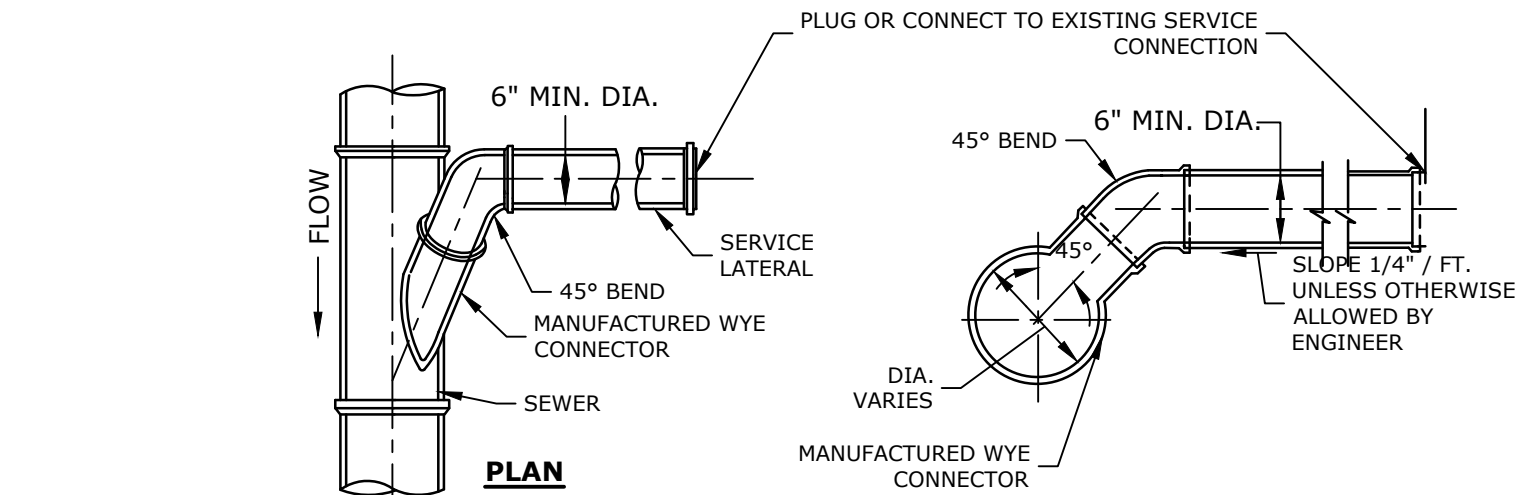 PLUG OR CONNECT TO EXISTING SERVICE
CONNECTION
6" MIN. DIA.
FLOW
SERVICE
LATERAL
45° BEND
MANUFACTURED WYE
CONNECTOR
SEWER
PLAN
6" MIN. DIA.
45° BEND
45°
SLOPE 1/4" / FT.
UNLESS OTHERWISE
ALLOWED BY
ENGINEER
DIA.
VARIES
MANUFACTURED WYE
CONNECTOR